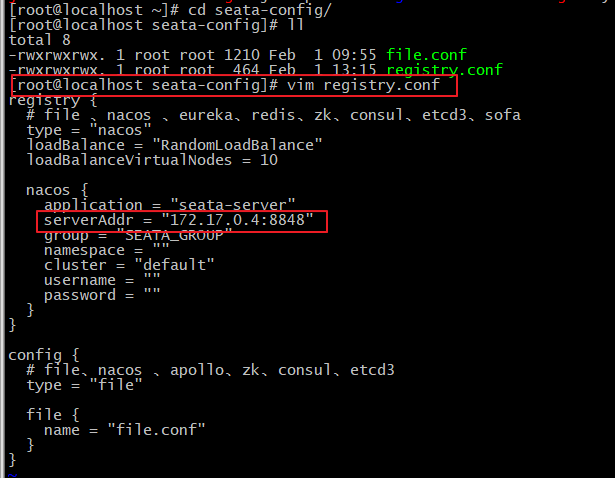 [root@localhost ~]# cd seata-config/
[root@localhost seata-config]# ll
total 8
-rwxrwxrwx. 1 root root 1210 Feb  1 09:55 file.conf
-rwxrwxrwx. 1 root root  464 Feb  1 13:15 registry.conf
[root@localhost seata-config]# vim registry.conf
registry {
  # file 、nacos 、eureka、redis、zk、consul、etcd3、sofa
  type = "nacos"
  loadBalance = "RandomLoadBalance"
  loadBalanceVirtualNodes = 10

  nacos {
    application = "seata-server"
    serverAddr = "172.17.0.4:8848"
    group = "SEATA_GROUP"
    namespace = ""
    cluster = "default"
    username = ""
    password = ""
  }
}

config {
  # file、nacos 、apollo、zk、consul、etcd3
  type = "file"

  file {
    name = "file.conf"
  }
}
~